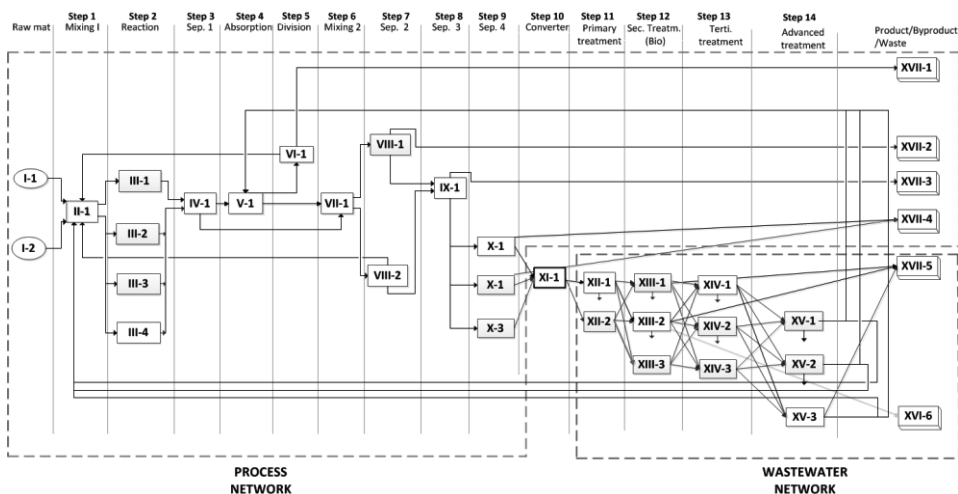 Step 1
Step 2
Step 3
Step 4
Step 5
Step 6
Step 7
Step 8
Step 9
Step 10
Step 11
Step 12
Step 13
Step 14
Raw mat
Mixing I
Reaction
Sep. 1
Absorption
Division
Mixing 2
Sep. 2
Sep. 3
Sep. 4
Converter
Primary
treatment
Sec. Treatm.
(Bio)
Terti.
treatment
Advanced
treatment
Product/Byproduct
/Waste
XVII-1
VIII-1
XVII-2
VI-1
I-1
III-1
IX-1
XVII-3
II-1
IV-1
V-1
VII-1
XVII-4
I-2
III-2
X-1
VIII-2
XI-1
XVII-5
III-3
X-1
XII-1
XIII-1
XIV-1
III-4
X-3
XII-2
XIII-2
XIV-2
XV-1
XIII-3
XIV-3
XV-2
XV-3
XVI-6
PROCESS
NETWORK
WASTEWATER
NETWORK